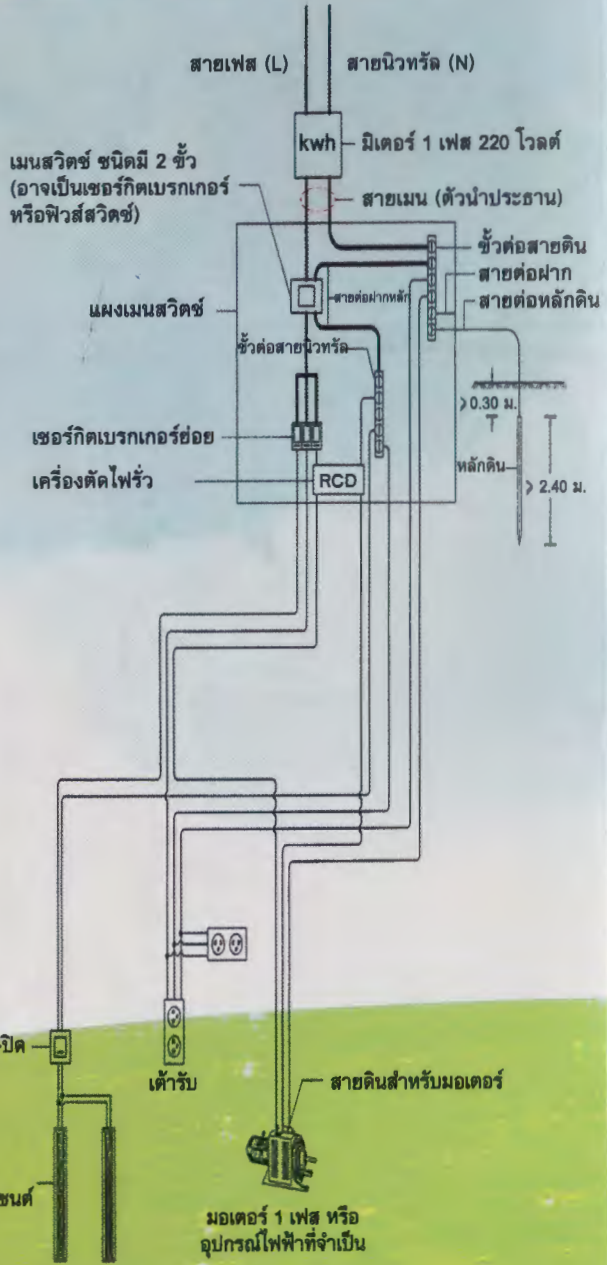 สายเฟส (L)
สายนิวทรัล (N)
kwh
มิเตอร์ 1 เฟส 220 โวลต์
เมนสวิตช์ ชนิดมี 2 ขั้ว
(อาจเป็นเซอร์กิตเบรกเกอร์
หรือฟิวส์สวิตช์)
สายเมน (ตัวนำประธาน)
ขั้วต่อสายดิน
สายต่อฝาก
สายต่อหลักดิน
แผงเมนสวิตช์
สายต่อฝากหลัก
ขั้วต่อสายนิวทรัล
> 0.30 ม.
เซอร์กิตเบรกเกอร์ย่อย
เครื่องตัดไฟรั่ว
RCD
หลักดิน
> 2.40 ม.
ปิด
เต้ารับ
สายดินสำหรับมอเตอร์
เซนต์
มอเตอร์ 1 เฟส หรือ
อุปกรณ์ไฟฟ้าที่จำเป็น